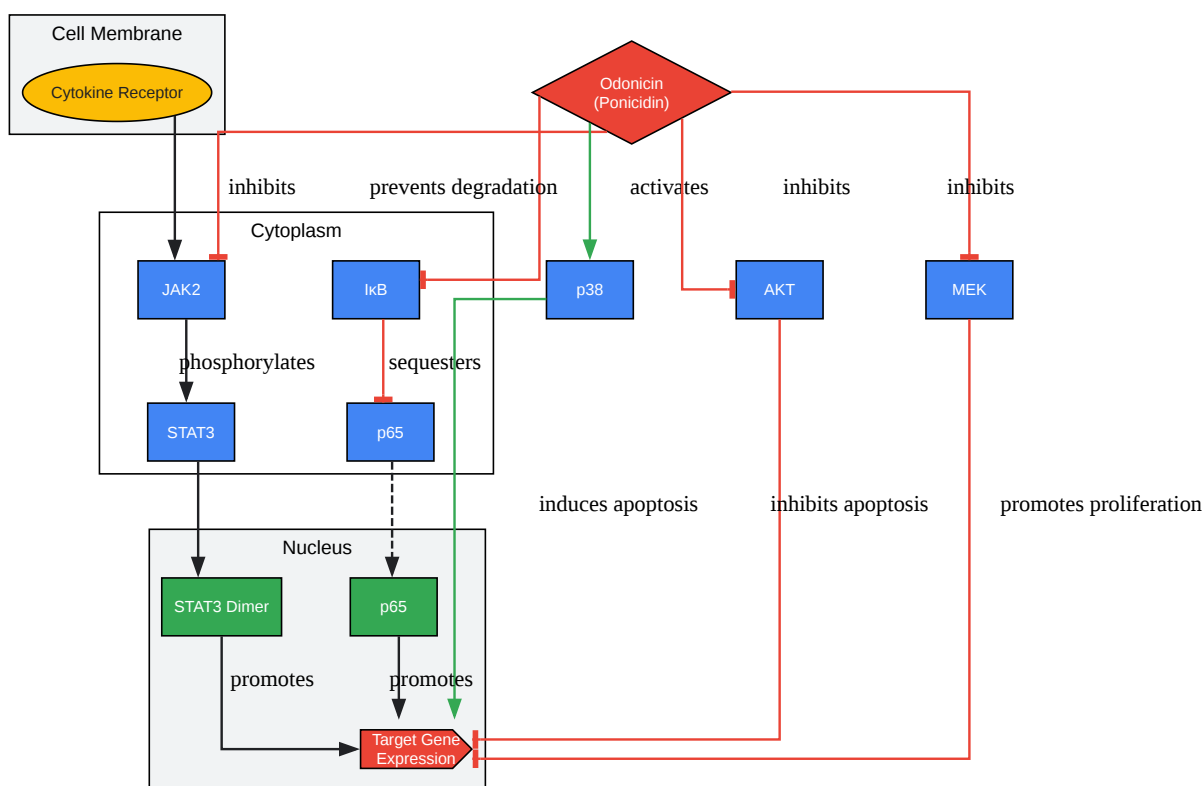 Cell Membrane
Cytokine Receptor
Odonicin
(Ponicidin)
inhibits
prevents degradation
activates
inhibits
inhibits
Cytoplasm
JAK2
IκB
p38
AKT
MEK
phosphorylates
sequesters
STAT3
p65
induces apoptosis
inhibits apoptosis
promotes proliferation
Nucleus
STAT3 Dimer
p65
promotes
promotes
Target Gene
Expression